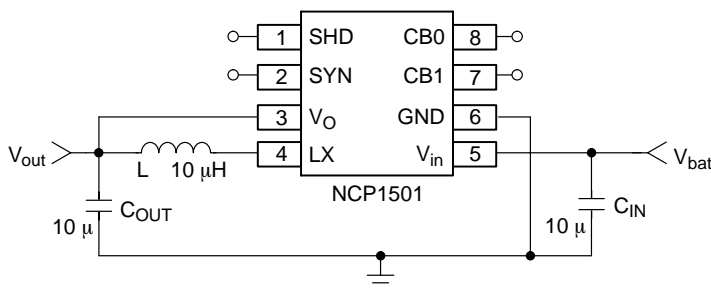 1 SHD CB0 8
2 SYN CB1 7
3 VO GND 6
Vout L 10 μH 4 LX Vin 5 Vbat
NCP1501
COUT
10 μ
CIN
10 μ